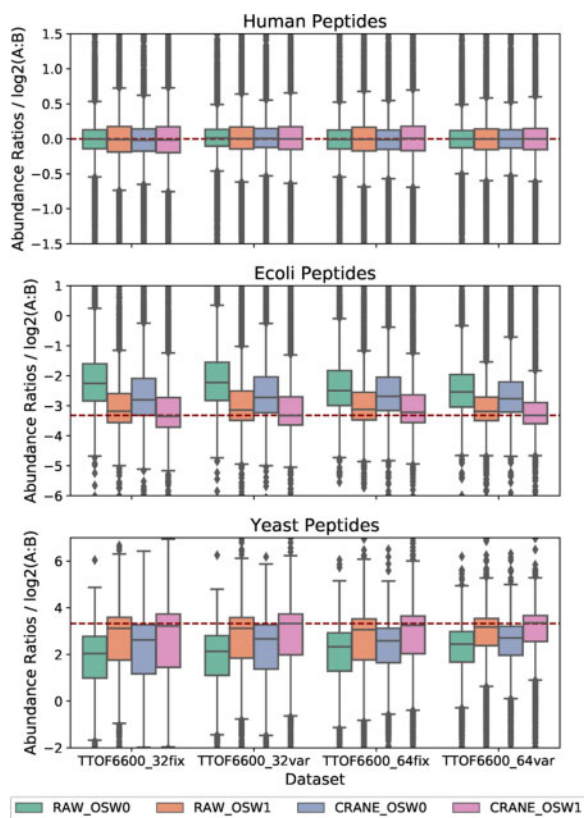 Human Peptides
Abundance Ratios / log2(A:B)
1.5
1.0
0.5
0.0
−0.5
−1.0
−1.5
Ecoli Peptides
Abundance Ratios / log2(A:B)
1
0
−1
−2
−3
−4
−5
−6
Yeast Peptides
Abundance Ratios / log2(A:B)
6
4
2
0
−2
TTOF6600_32fix TTOF6600_32var TTOF6600_64fix TTOF6600_64var
Dataset
RAW_OSW0 RAW_OSW1 CRANE_OSW0 CRANE_OSW1